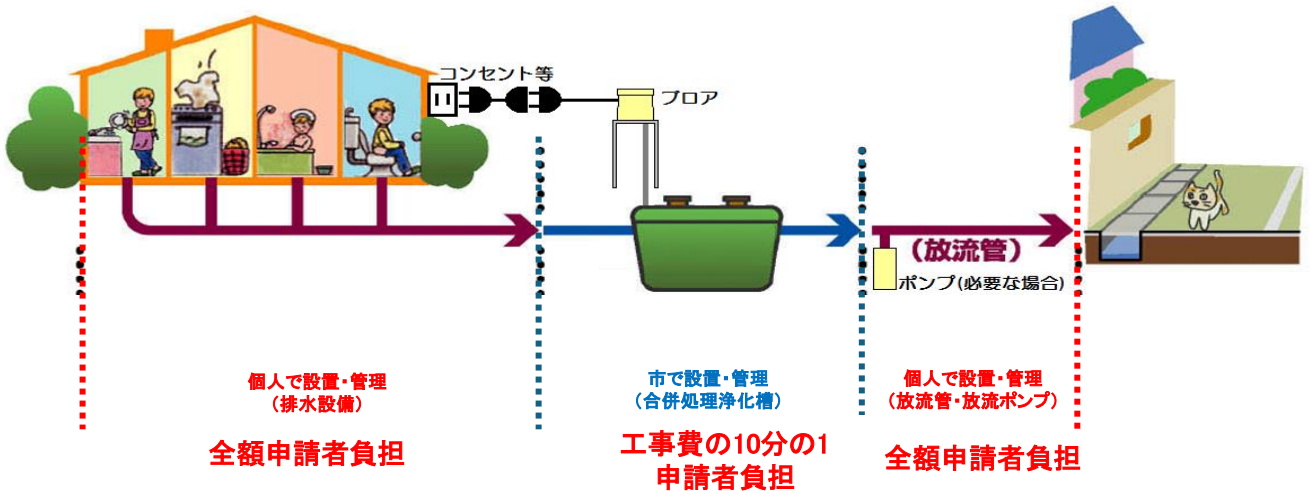 コンセント等
ブロア
(放流管)
ポンプ(必要な場合)
個人で設置・管理
(排水設備)
全額申請者負担
市で設置・管理
(合併処理浄化槽)
工事費の10分の1
申請者負担
個人で設置・管理
(放流管・放流ポンプ)
全額申請者負担